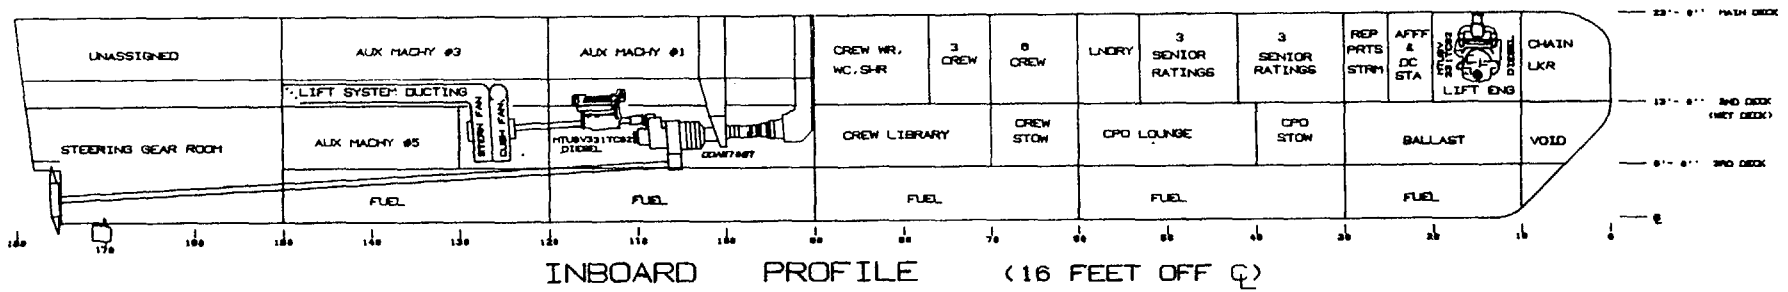 UNASSIGNED
AUX MACHY #3
AUX MACHY #1
CREW WR,
WC, SHR
3
CREW
6
CREW
LNDRY
3
SENIOR
RATINGS
3
SENIOR
RATINGS
REP
PRTS
STRM
AFFF
&
DC
STA
DIESEL
LIFT ENG
CHAIN
LKR
MAIN DECK
LIFT SYSTEM DUCTING
STERN FAN
CUSH FAN
STEERING GEAR ROOM
AUX MACHY #5
DIESEL
CREW LIBRARY
CREW
STOW
CPO LOUNGE
CPO
STOW
BALLAST
VOID
2ND DECK
(WET DECK)
3RD DECK
FUEL
FUEL
FUEL
FUEL
FUEL
180
170
160
150
140
130
120
110
100
90
80
70
60
50
40
30
20
10
0
INBOARD PROFILE (16 FEET OFF ℄)